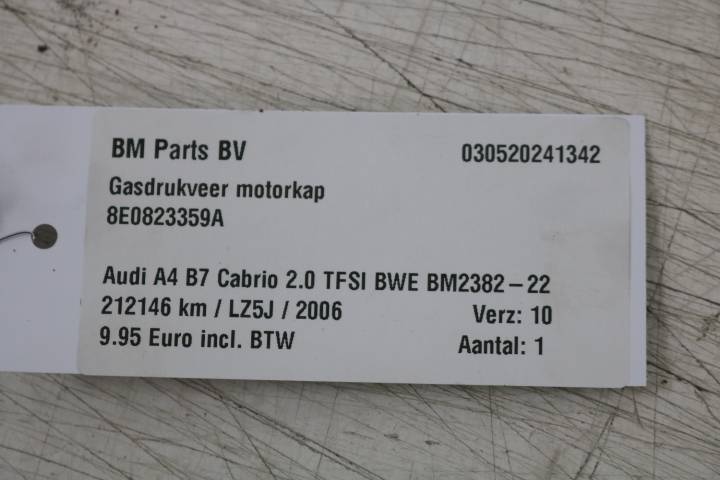 BM Parts BV 030520241342
Gasdrukveer motorkap
8E0823359A
Audi A4 B7 Cabrio 2.0 TFSI BWE BM2382-22
212146 km / LZ5J / 2006 Verz: 10
9.95 Euro incl. BTW Aantal: 1